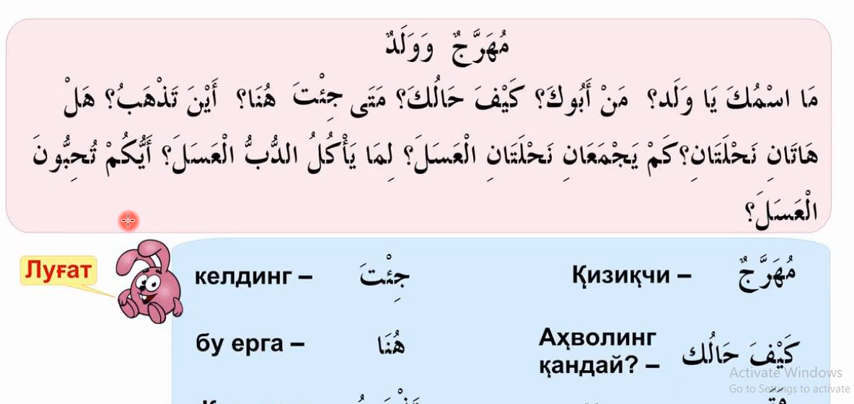 مُهَرَّجٌ وَوَلَدٌ
مَا اسْمُكَ يَا وَلَد؟ مَنْ أَبُوكَ؟ كَيْفَ حَالُكَ؟ مَتَى جِئْتَ هُنَا؟ أَيْنَ تَذْهَبُ؟ هَلْ
هَاتَانِ نَحْلَتَانِ؟ كَمْ يَجْمَعَانِ نَحْلَتَانِ الْعَسَلَ؟ لِمَا يَأْكُلُ الدُّبُّ الْعَسَلَ؟ أَيُّكُمْ تُحِبُّونَ
الْعَسَلَ؟
Луғат
مُهَرَّجٌ – Қизиқчи
جِئْتَ – келдинг
كَيْفَ حَالُك – Аҳволинг қандай?
هُنَا – бу ерга
Activate Windows
Go to Settings to activate